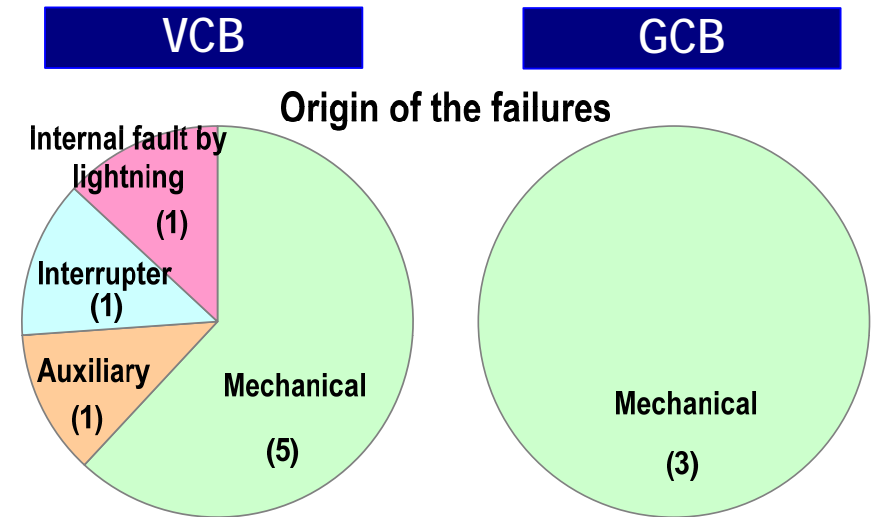 VCB
GCB
Origin of the failures
Internal fault by
lightning
(1)
Interrupter
(1)
Auxiliary
(1)
Mechanical
(5)
Mechanical
(3)